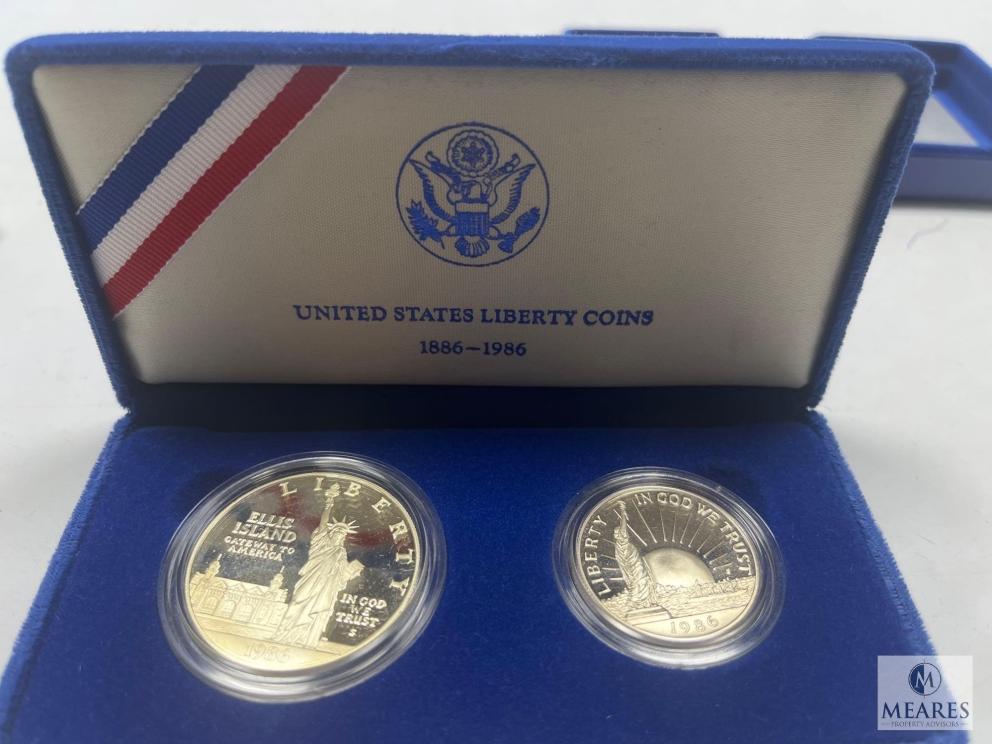 UNITED STATES LIBERTY COINS
1886-1986
LIBERTY
ELLIS
ISLAND
GATEWAY TO
AMERICA
IN GOD
WE
TRUST
S
1986
LIBERTY
IN GOD WE TRUST
1986
M
MEARES
PROPERTY ADVISORS